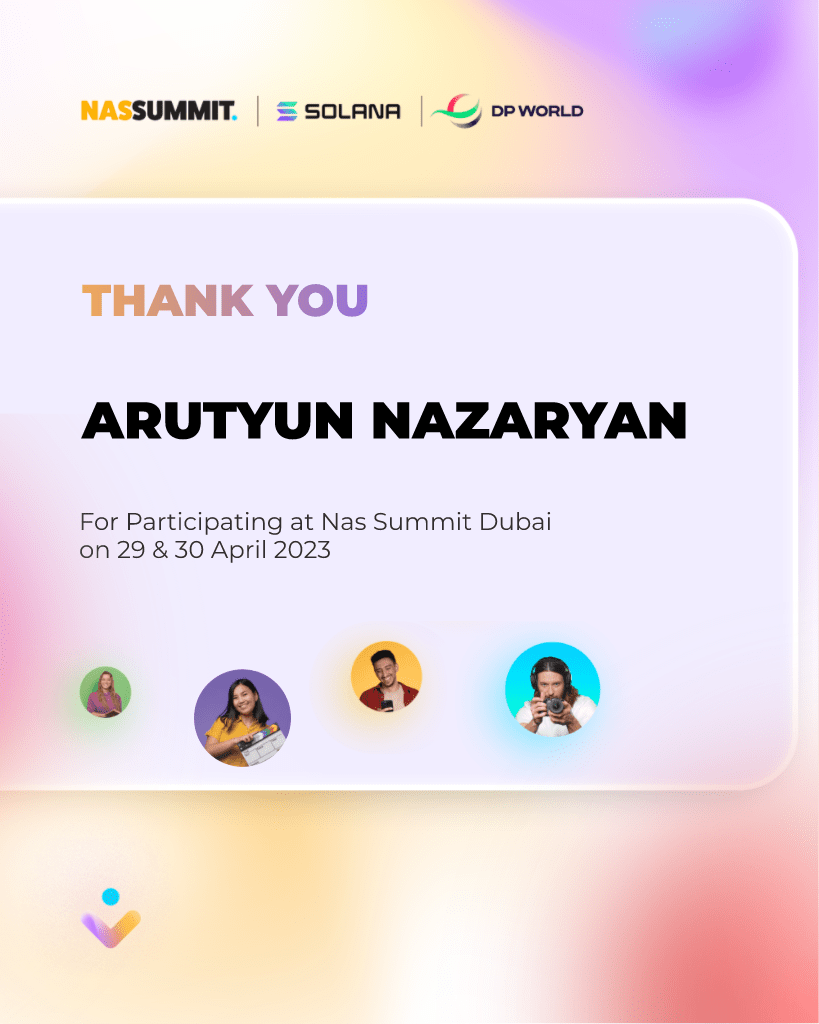 NASSUMMIT. SOLANA DP WORLD
THANK YOU
ARUTYUN NAZARYAN
For Participating at Nas Summit Dubai
on 29 & 30 April 2023